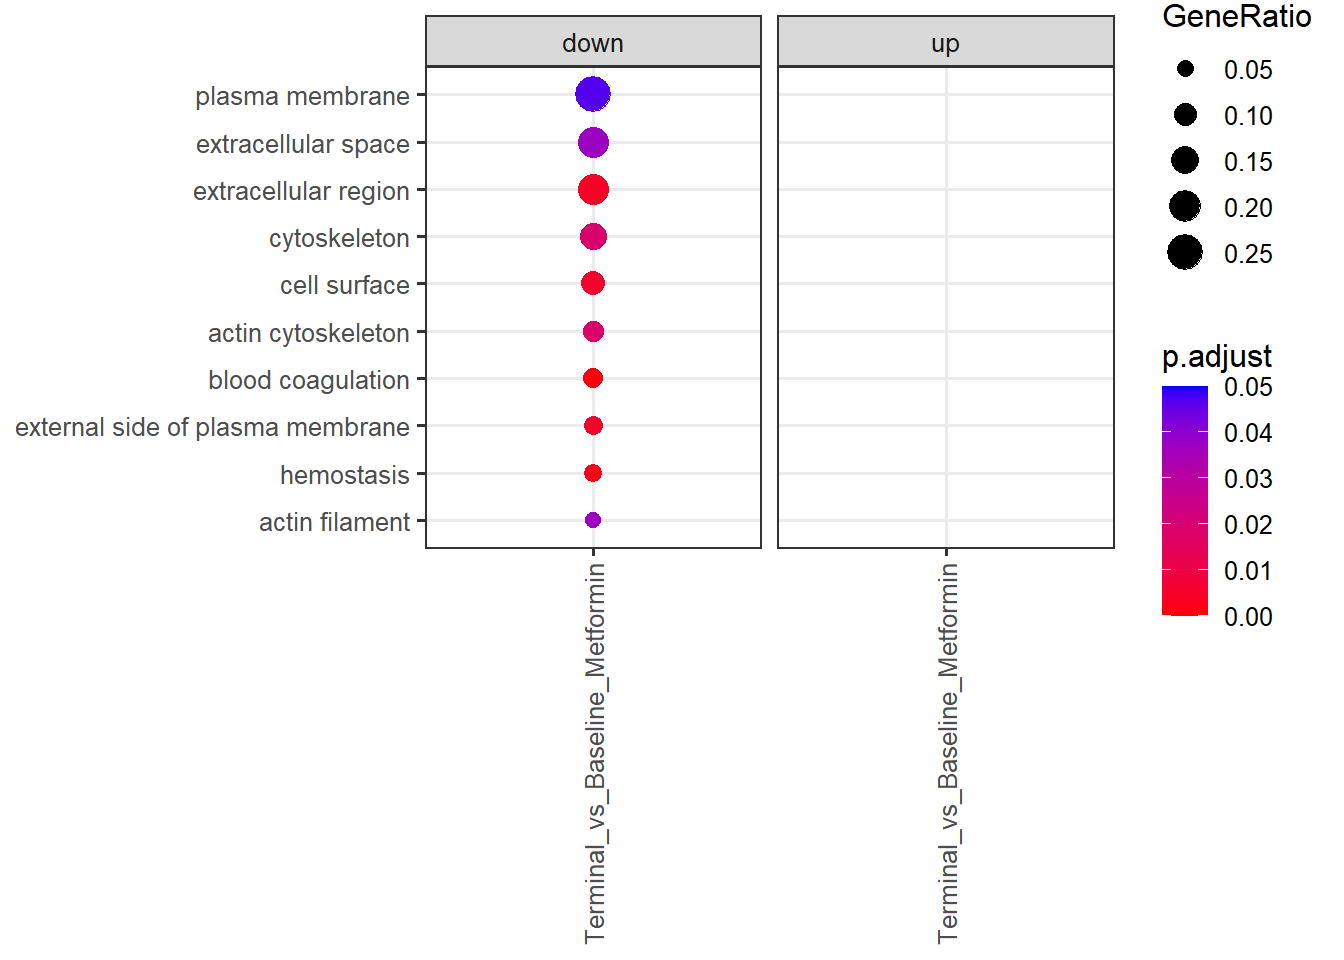 down
up
plasma membrane
extracellular space
extracellular region
cytoskeleton
cell surface
actin cytoskeleton
blood coagulation
external side of plasma membrane
hemostasis
actin filament
Terminal_vs_Baseline_Metformin
Terminal_vs_Baseline_Metformin
GeneRatio
0.05
0.10
0.15
0.20
0.25
p.adjust
0.05
0.04
0.03
0.02
0.01
0.00